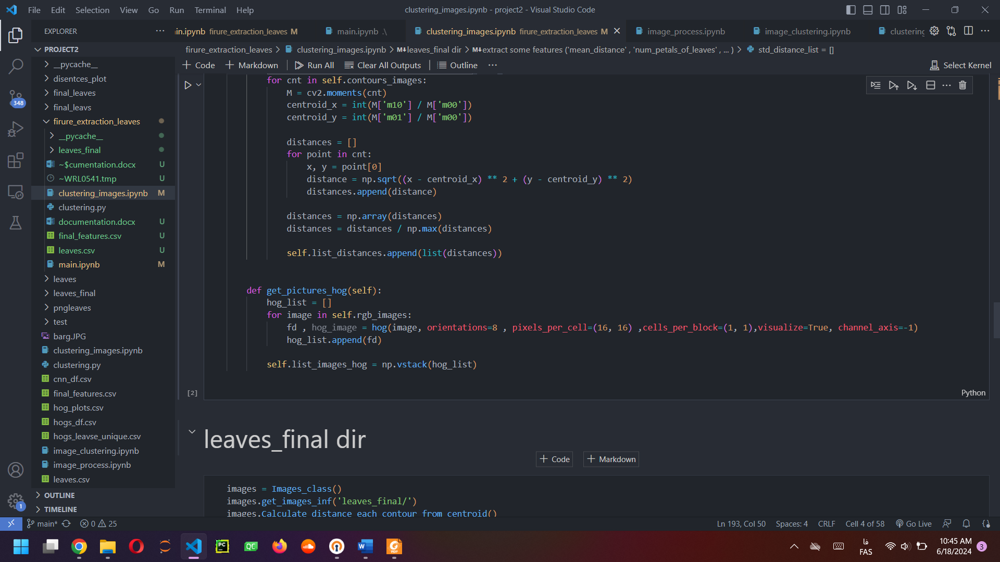 File Edit Selection View Go Run Terminal Help
clustering_images.ipynb - project2 - Visual Studio Code
EXPLORER
PROJECT2
__pycache__
disentces_plot
final_leaves
final_leavs
firure_extraction_leaves
__pycache__
leaves_final
~$cumentation.docx U
~WRL0541.tmp U
clustering_images.ipynb M
clustering.py
documentation.docx U
final_features.csv U
leaves.csv U
main.ipynb M
leaves
leaves_final
pngleaves
test
barg.JPG
clustering_images.ipynb
clustering.py
cnn_df.csv
final_features.csv
hog_plots.csv
hogs_df.csv
hogs_leavse_unique.csv
image_clustering.ipynb
image_process.ipynb
leaves.csv
OUTLINE
TIMELINE
348
1
in.ipynb firure_extraction_leaves M
main.ipynb .\
clustering_images.ipynb firure_extraction_leaves M
image_process.ipynb
image_clustering.ipynb
clustering
firure_extraction_leaves > clustering_images.ipynb > M↓leaves_final dir > M↓extract some features ('mean_distance' , 'num_petals_of_leaves' , ... ) > std_distance_list = []
+ Code + Markdown Run All Clear All Outputs Outline ...
Select Kernel
for cnt in self.contours_images:
M = cv2.moments(cnt)
centroid_x = int(M['m10'] / M['m00'])
centroid_y = int(M['m01'] / M['m00'])
distances = []
for point in cnt:
x, y = point[0]
distance = np.sqrt((x - centroid_x) ** 2 + (y - centroid_y) ** 2)
distances.append(distance)
distances = np.array(distances)
distances = distances / np.max(distances)
self.list_distances.append(list(distances))
def get_pictures_hog(self):
hog_list = []
for image in self.rgb_images:
fd , hog_image = hog(image, orientations=8 , pixels_per_cell=(16, 16) ,cells_per_block=(1, 1),visualize=True, channel_axis=-1)
hog_list.append(fd)
self.list_images_hog = np.vstack(hog_list)
[2]
Python
leaves_final dir
+ Code + Markdown
images = Images_class()
images.get_images_inf('leaves_final/')
images.Calculate_distance_each_contour_from_centroid()
main* 0 25
Ln 193, Col 50 Spaces: 4 CRLF Cell 4 of 58 Go Live
PC
QC
W
PDF
فا
FAS
10:45 AM
6/18/2024
3